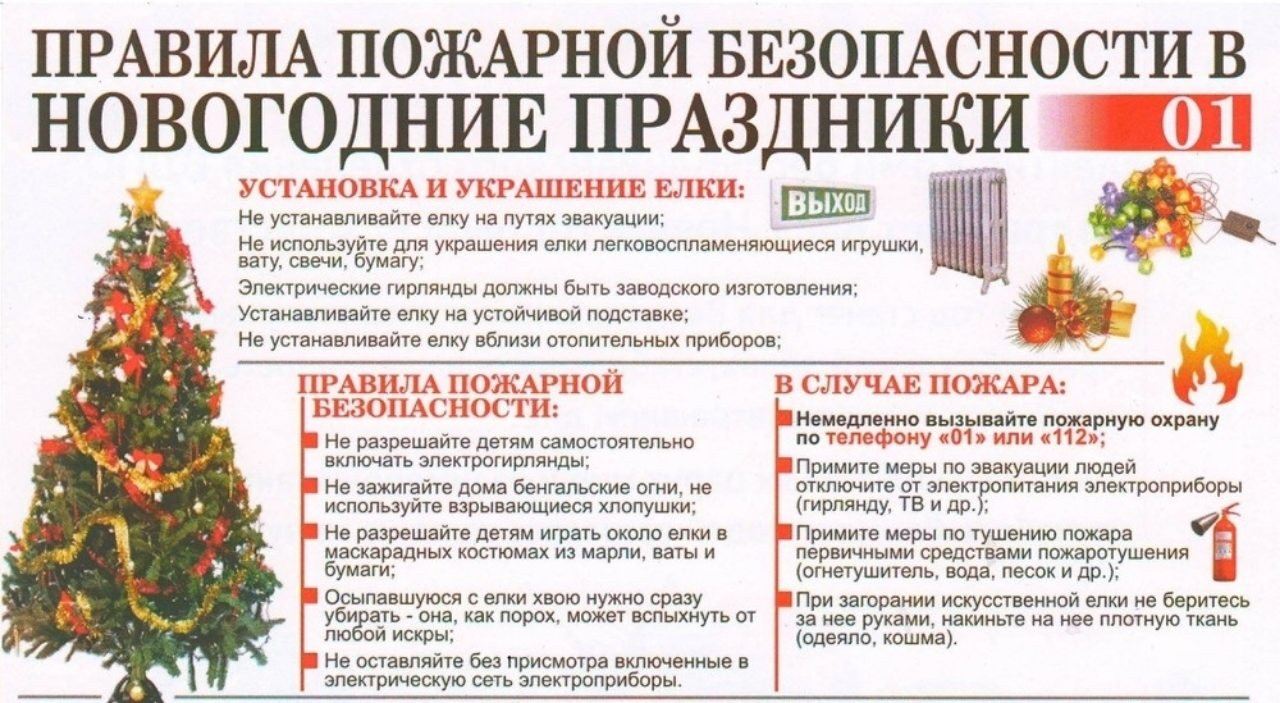 ПРАВИЛА ПОЖАРНОЙ БЕЗОПАСНОСТИ В
НОВОГОДНИЕ ПРАЗДНИКИ 01
УСТАНОВКА И УКРАШЕНИЕ ЕЛКИ:
ВЫХОД
Не устанавливайте елку на путях эвакуации;
Не используйте для украшения елки легковоспламеняющиеся игрушки,
вату, свечи, бумагу;
Электрические гирлянды должны быть заводского изготовления;
Устанавливайте елку на устойчивой подставке;
Не устанавливайте елку вблизи отопительных приборов;
ПРАВИЛА ПОЖАРНОЙ
БЕЗОПАСНОСТИ:
Не разрешайте детям самостоятельно
включать электрогирлянды;
Не зажигайте дома бенгальские огни, не
используйте взрывающиеся хлопушки;
Не разрешайте детям играть около елки в
маскарадных костюмах из марли, ваты и
бумаги;
Осыпавшуюся с елки хвою нужно сразу
убирать - она, как порох, может вспыхнуть от
любой искры;
Не оставляйте без присмотра включенные в
электрическую сеть электроприборы.
В СЛУЧАЕ ПОЖАРА:
Немедленно вызывайте пожарную охрану
по телефону «01» или «112»;
Примите меры по эвакуации людей
отключите от электропитания электроприборы
(гирлянду, ТВ и др.);
Примите меры по тушению пожара
первичными средствами пожаротушения
(огнетушитель, вода, песок и др.);
При загорании искусственной елки не беритесь
за нее руками, накиньте на нее плотную ткань
(одеяло, кошма).